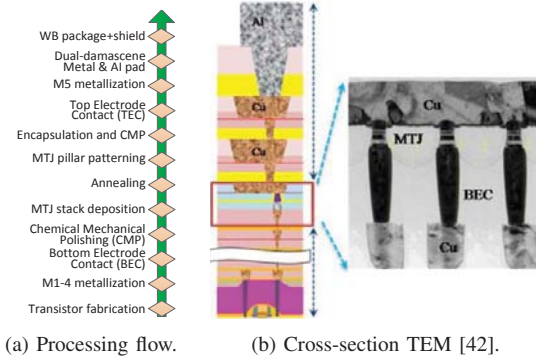 WB package+shield
Dual-damascene
Metal & Al pad
M5 metallization
Top Electrode
Contact (TEC)
Encapsulation and CMP
MTJ pillar patterning
Annealing
MTJ stack deposition
Chemical Mechanical
Polishing (CMP)
Bottom Electrode
Contact (BEC)
M1-4 metallization
Transistor fabrication
(a) Processing flow.
Al
Cu
Cu
Cu
MTJ
BEC
Cu
(b) Cross-section TEM [42].